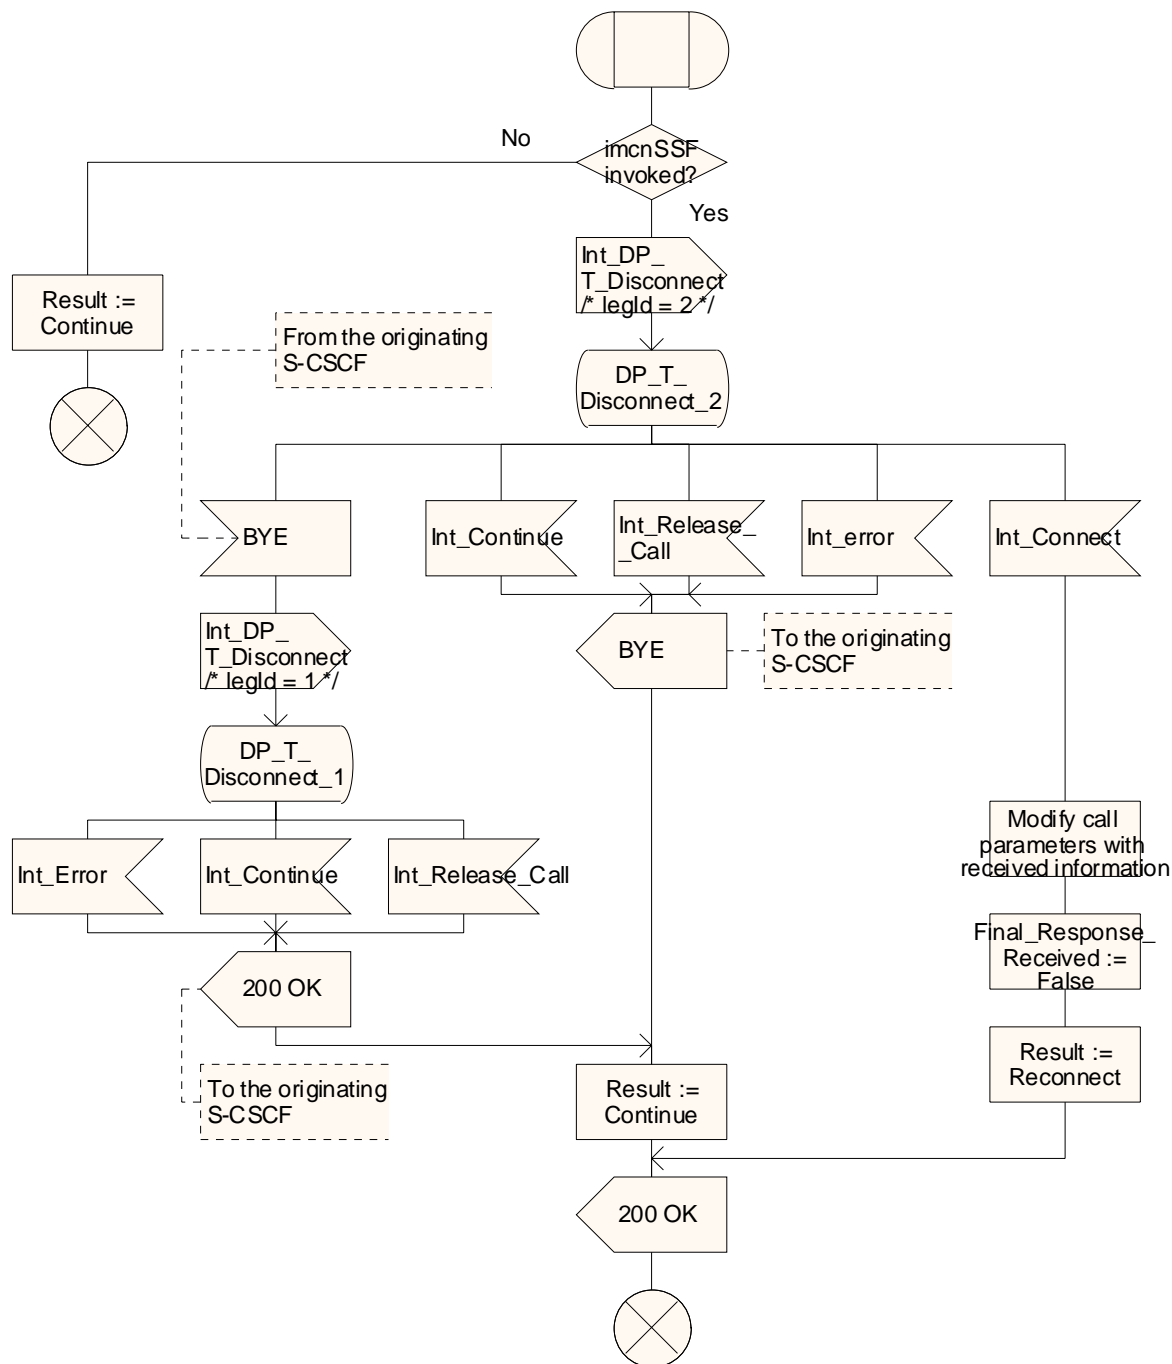 No
imcnSSF
invoked?
Yes
Int_DP_
T_Disconnect
/* legId = 2 */
Result :=
Continue
From the originating
S-CSCF
DP_T_
Disconnect_2
BYE
Int_Continue
Int_Release_
_Call
Int_error
Int_Connect
Int_DP_
T_Disconnect
/* legId = 1 */
BYE
To the originating
S-CSCF
DP_T_
Disconnect_1
Modify call
parameters with
received information
Int_Error
Int_Continue
Int_Release_Call
Final_Response_
Received :=
False
200 OK
Result :=
Reconnect
To the originating
S-CSCF
Result :=
Continue
200 OK